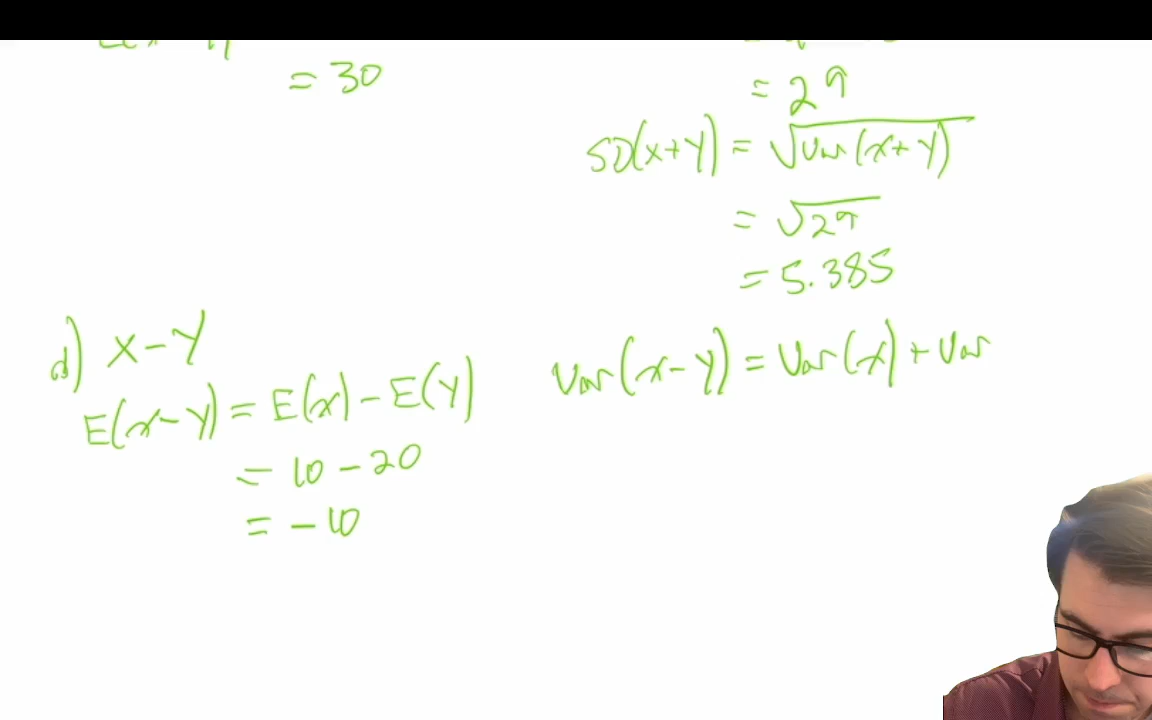 = 30
= 29
SD(X+Y) = √Var(X+Y)
= √29
= 5.385
d) X-Y
E(X-Y) = E(X) - E(Y)
= 10 - 20
= -10
Var(X-Y) = Var(X) + Var